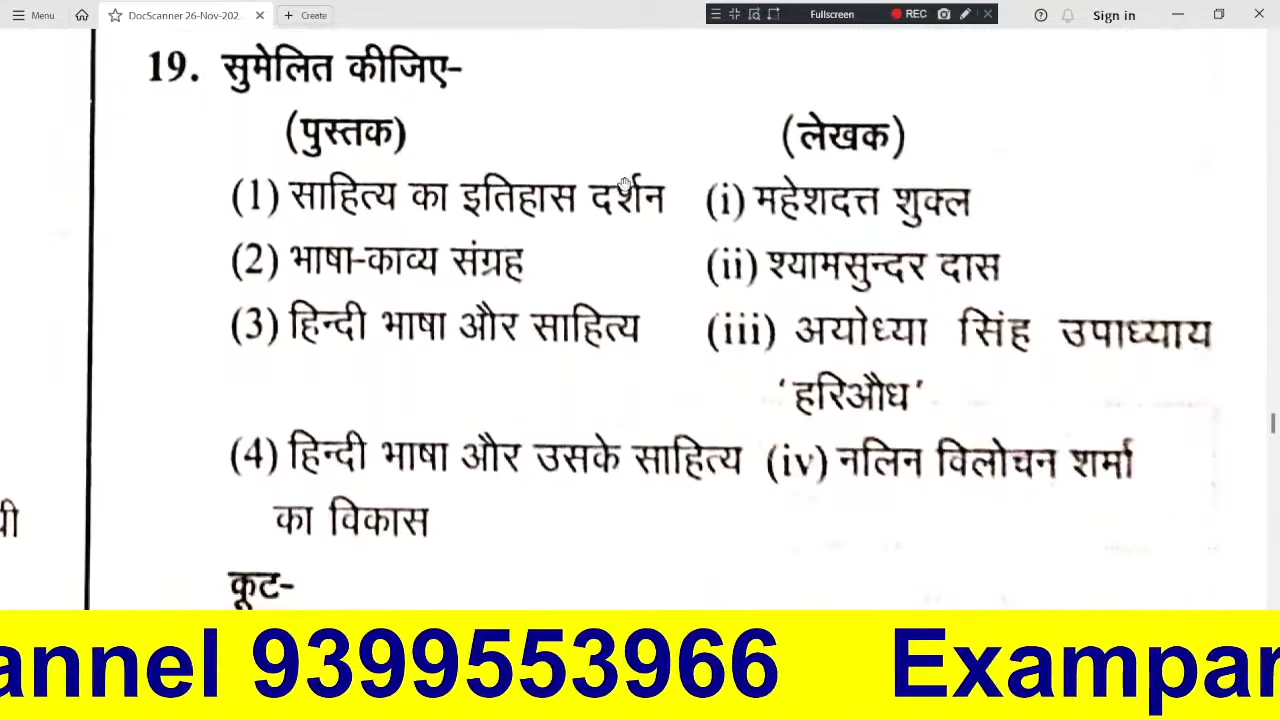 Menu
DocScanner 26-Nov-202...
Create
Fullscreen
REC
Sign in
19. सुमेलित कीजिए-
(पुस्तक) (लेखक)
(1) साहित्य का इतिहास दर्शन (i) महेशदत्त शुक्ल
(2) भाषा-काव्य संग्रह (ii) श्यामसुन्दर दास
(3) हिन्दी भाषा और साहित्य (iii) अयोध्या सिंह उपाध्याय
'हरिऔध'
(4) हिन्दी भाषा और उसके साहित्य (iv) नलिन विलोचन शर्मा
का विकास
कूट-
annel 9399553966 Exampar